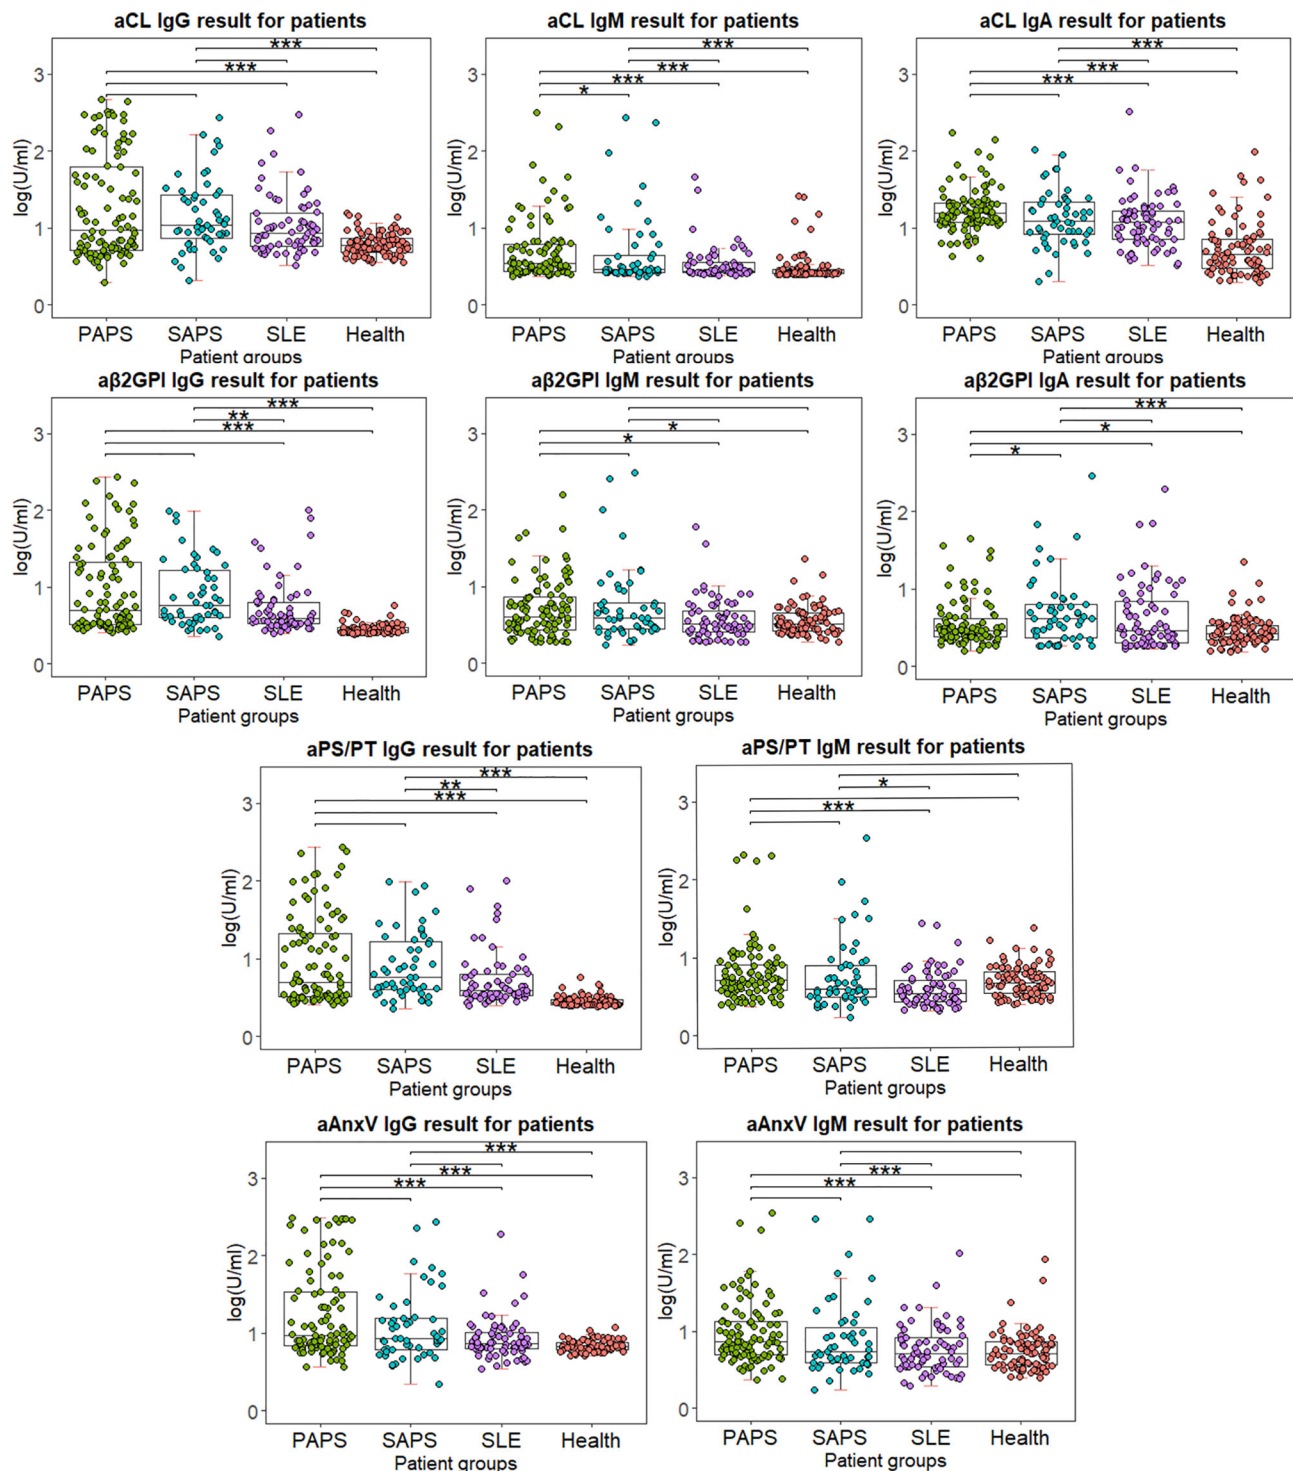 aCL IgG result for patients
aCL IgM result for patients
aCL IgA result for patients
***
***
***
***
***
***
*
***
***
***
log(U/ml)
3
2
1
0
log(U/ml)
3
2
1
0
log(U/ml)
3
2
1
0
PAPS SAPS SLE Health
PAPS SAPS SLE Health
PAPS SAPS SLE Health
Patient groups
Patient groups
Patient groups
aβ2GPI IgG result for patients
aβ2GPI IgM result for patients
aβ2GPI IgA result for patients
***
**
***
*
*
***
*
*
log(U/ml)
3
2
1
0
log(U/ml)
3
2
1
0
log(U/ml)
3
2
1
0
PAPS SAPS SLE Health
PAPS SAPS SLE Health
PAPS SAPS SLE Health
Patient groups
Patient groups
Patient groups
aPS/PT IgG result for patients
aPS/PT IgM result for patients
***
**
***
*
***
log(U/ml)
3
2
1
0
log(U/ml)
3
2
1
0
PAPS SAPS SLE Health
PAPS SAPS SLE Health
Patient groups
Patient groups
aAnxV IgG result for patients
aAnxV IgM result for patients
***
***
***
***
***
log(U/ml)
3
2
1
0
log(U/ml)
3
2
1
0
PAPS SAPS SLE Health
PAPS SAPS SLE Health
Patient groups
Patient groups